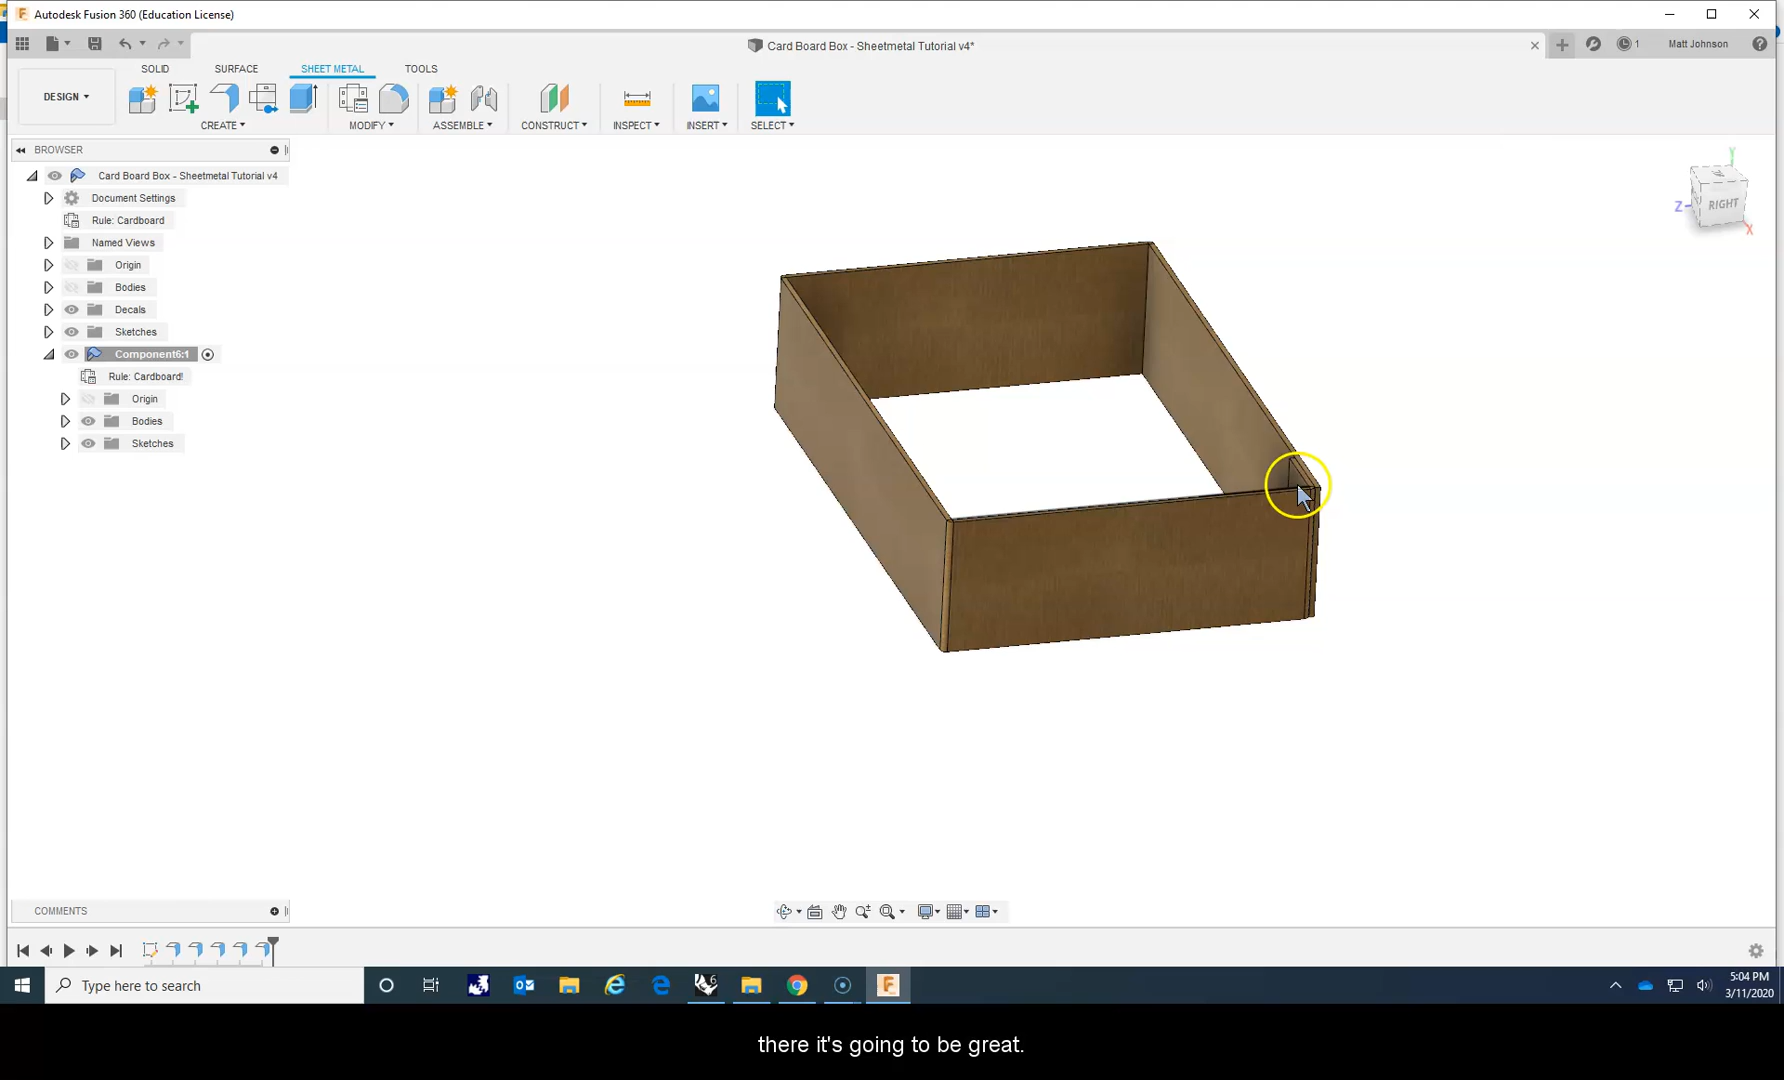 Autodesk Fusion 360 (Education License)
Card Board Box - Sheetmetal Tutorial v4*
1
Matt Johnson
SOLID SURFACE SHEET METAL TOOLS
DESIGN
CREATE MODIFY ASSEMBLE CONSTRUCT INSPECT INSERT SELECT
BROWSER
Card Board Box - Sheetmetal Tutorial v4
Document Settings
Rule: Cardboard
Named Views
Origin
Bodies
Decals
Sketches
Component6:1
Rule: Cardboard!
Origin
Bodies
Sketches
Y
Z
RIGHT
X
COMMENTS
Type here to search
5:04 PM
3/11/2020
there it's going to be great.